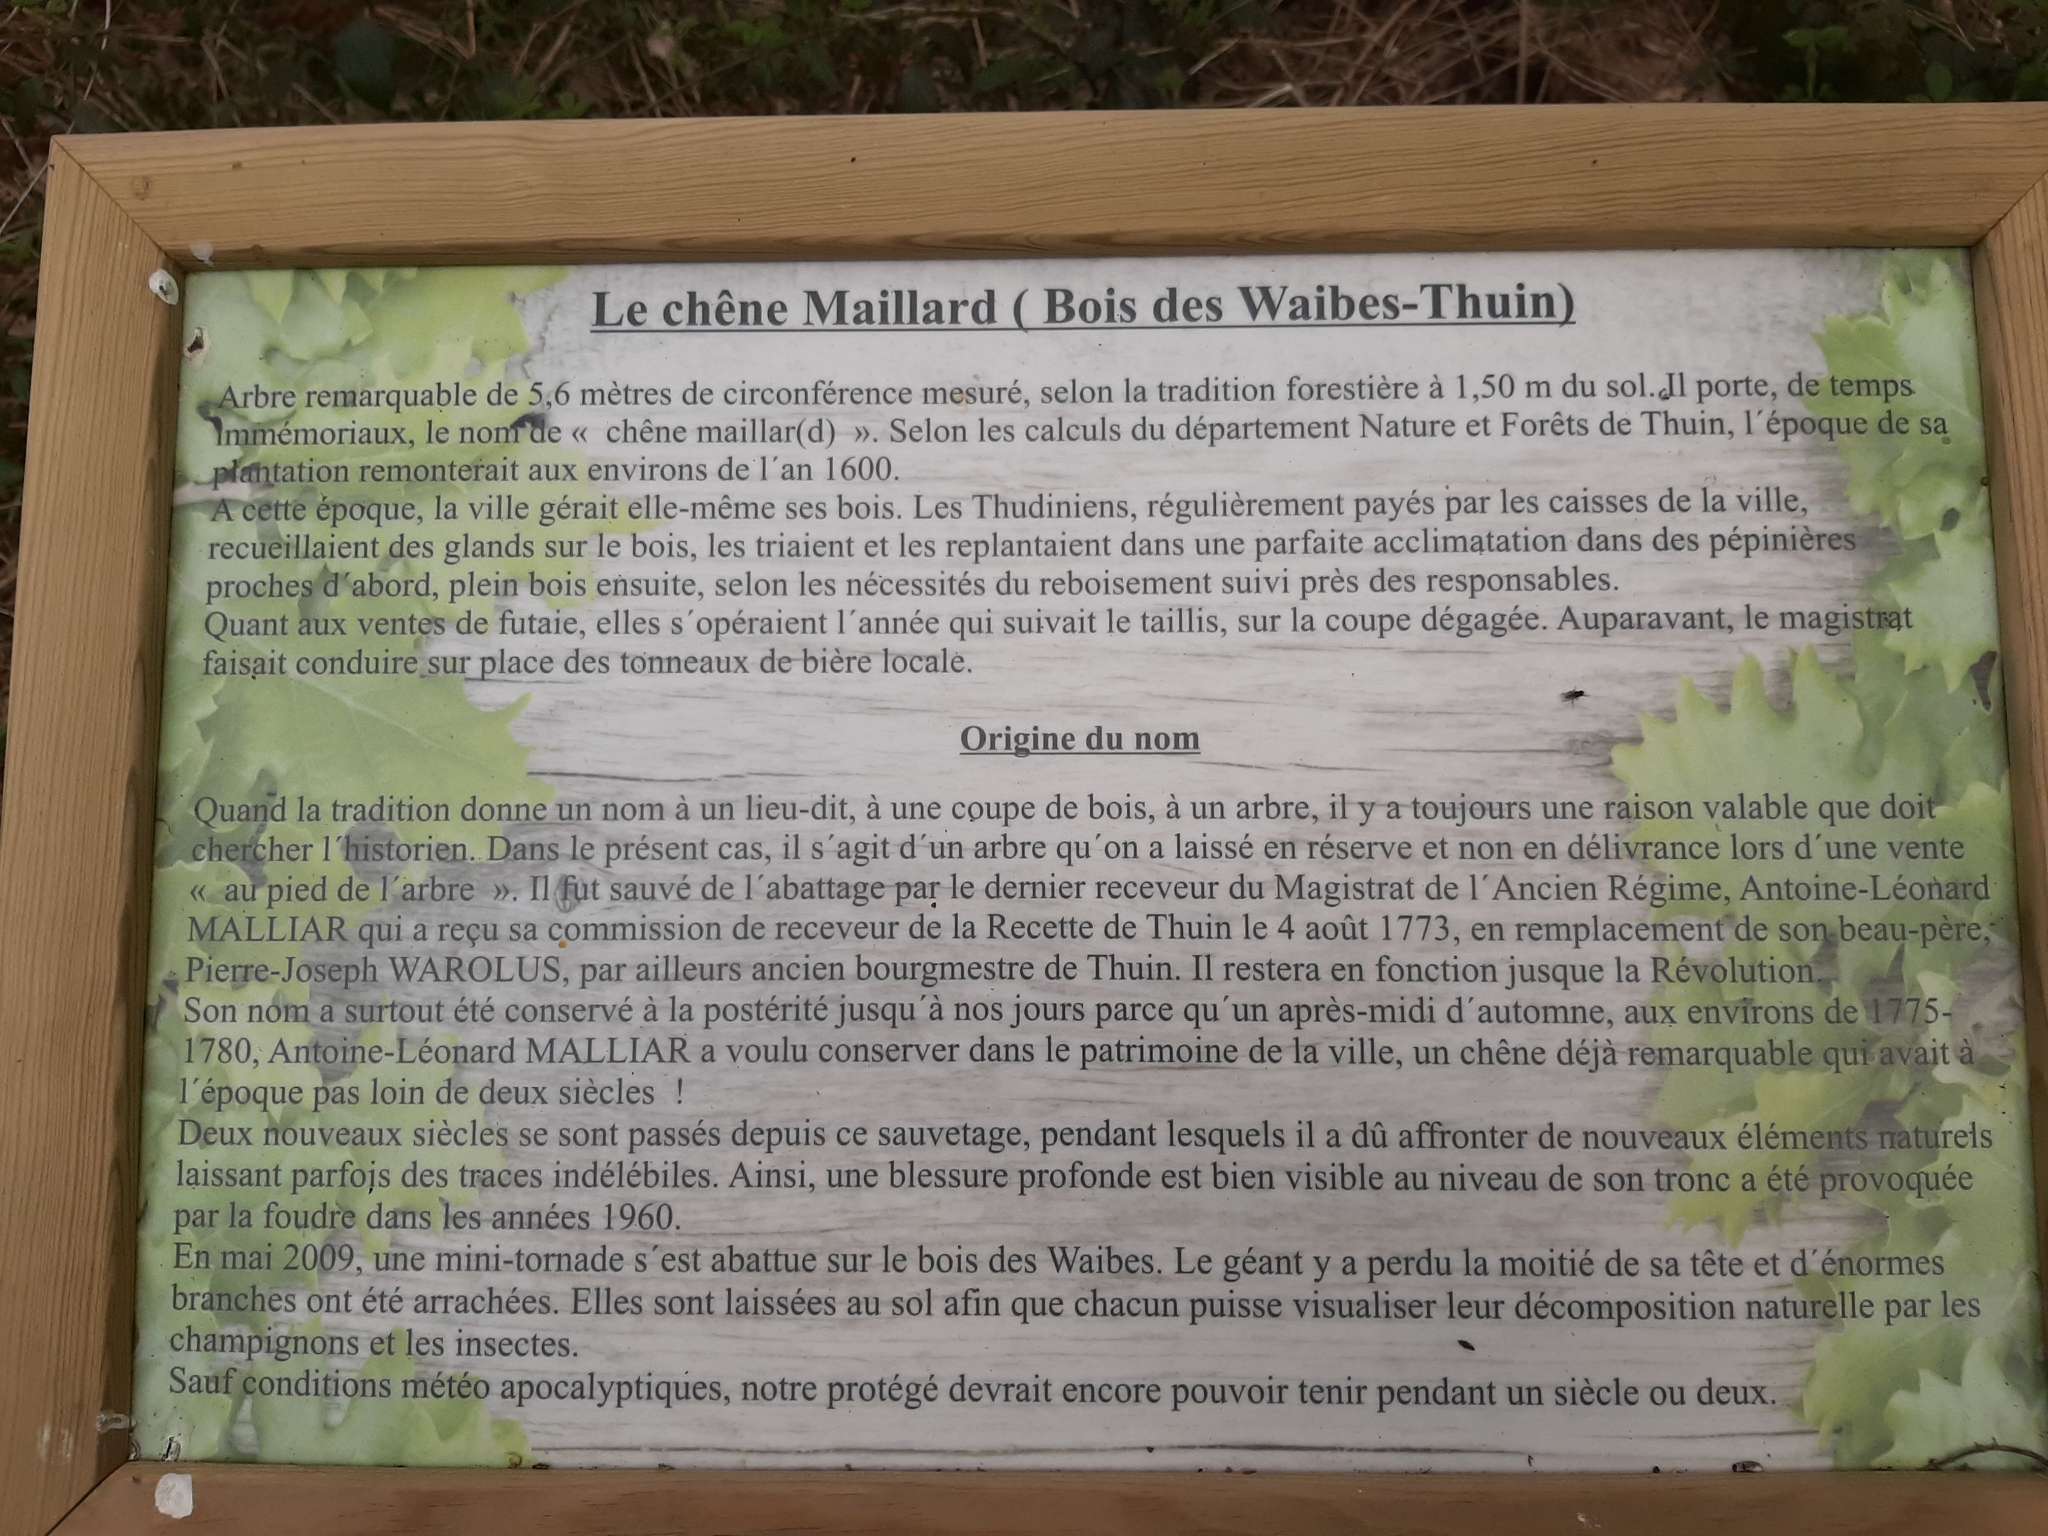 Le chêne Maillard ( Bois des Waibes-Thuin)
Arbre remarquable de 5,6 mètres de circonférence mesuré, selon la tradition forestière à 1,50 m du sol. Il porte, de temps
immémoriaux, le nom de «  chêne maillar(d)  ». Selon les calculs du département Nature et Forêts de Thuin, l´époque de sa
plantation remonterait aux environs de l´an 1600.
A cette époque, la ville gérait elle-même ses bois. Les Thudiniens, régulièrement payés par les caisses de la ville,
recueillaient des glands sur le bois, les triaient et les replantaient dans une parfaite acclimatation dans des pépinières
proches d´abord, plein bois ensuite, selon les nécessités du reboisement suivi près des responsables.
Quant aux ventes de futaie, elles s´opéraient l´année qui suivait le taillis, sur la coupe dégagée. Auparavant, le magistrat
faisait conduire sur place des tonneaux de bière locale.
Origine du nom
Quand la tradition donne un nom à un lieu-dit, à une coupe de bois, à un arbre, il y a toujours une raison valable que doit
chercher l´historien. Dans le présent cas, il s´agit d´un arbre qu´on a laissé en réserve et non en délivrance lors d´une vente
«  au pied de l´arbre  ». Il fut sauvé de l´abattage par le dernier receveur du Magistrat de l´Ancien Régime, Antoine-Léonard
MALLIAR qui a reçu sa commission de receveur de la Recette de Thuin le 4 août 1773, en remplacement de son beau-père,
Pierre-Joseph WAROLUS, par ailleurs ancien bourgmestre de Thuin. Il restera en fonction jusque la Révolution.
Son nom a surtout été conservé à la postérité jusqu´à nos jours parce qu´un après-midi d´automne, aux environs de 1775-
1780, Antoine-Léonard MALLIAR a voulu conserver dans le patrimoine de la ville, un chêne déjà remarquable qui avait à
l´époque pas loin de deux siècles  !
Deux nouveaux siècles se sont passés depuis ce sauvetage, pendant lesquels il a dû affronter de nouveaux éléments naturels
laissant parfois des traces indélébiles. Ainsi, une blessure profonde est bien visible au niveau de son tronc a été provoquée
par la foudre dans les années 1960.
En mai 2009, une mini-tornade s´est abattue sur le bois des Waibes. Le géant y a perdu la moitié de sa tête et d´énormes
branches ont été arrachées. Elles sont laissées au sol afin que chacun puisse visualiser leur décomposition naturelle par les
champignons et les insectes.
Sauf conditions météo apocalyptiques, notre protégé devrait encore pouvoir tenir pendant un siècle ou deux.